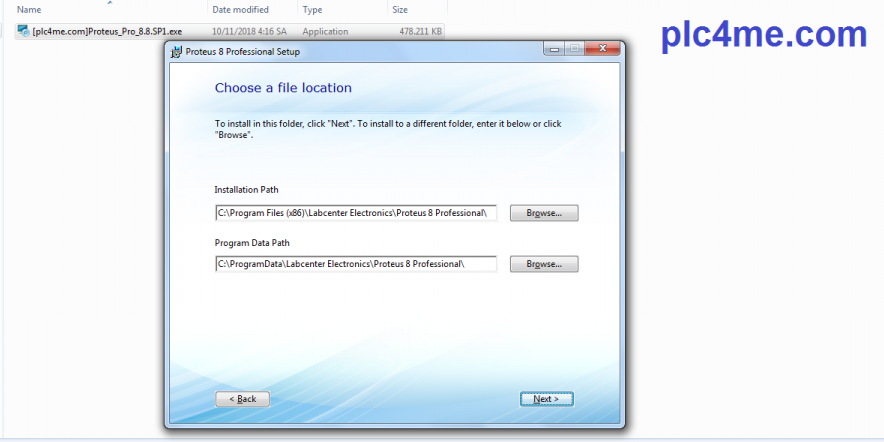 Name Date modified Type Size
[plc4me.com]Proteus_Pro_8.8.SP1.exe 10/11/2018 4:16 SA Application 478.211 KB
plc4me.com
Proteus 8 Professional Setup
Choose a file location
To install in this folder, click "Next". To install to a different folder, enter it below or click
"Browse".
Installation Path
C:\Program Files (x86)\Labcenter Electronics\Proteus 8 Professional\ Browse...
Program Data Path
C:\ProgramData\Labcenter Electronics\Proteus 8 Professional\ Browse...
< Back Next >